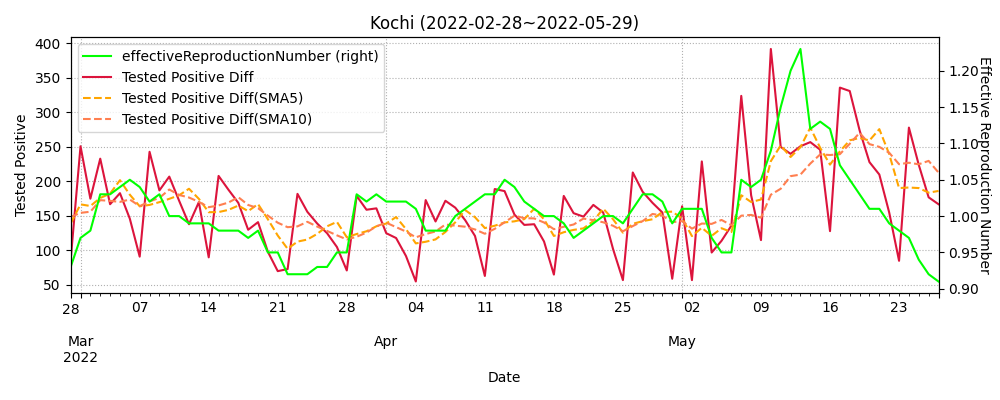 Kochi (2022-02-28~2022-05-29)
effectiveReproductionNumber (right)
Tested Positive Diff
Tested Positive Diff(SMA5)
Tested Positive Diff(SMA10)
Tested Positive
400
350
300
250
200
150
100
50
Effective Reproduction Number
1.20
1.15
1.10
1.05
1.00
0.95
0.90
28 07 14 21 28 04 11 18 25 02 09 16 23
Mar Apr May
2022
Date